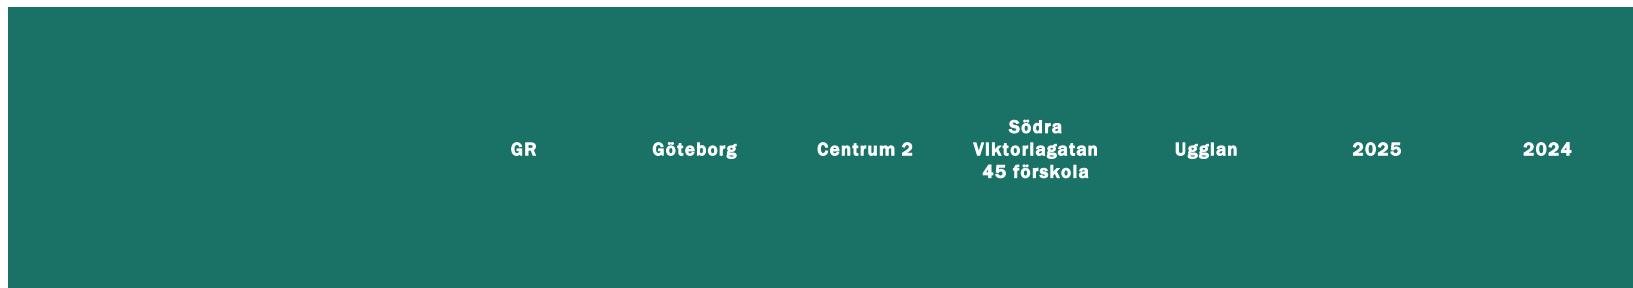 GR
Göteborg
Centrum 2
Södra
Viktoriagatan
45 förskola
Ugglan
2025
2024